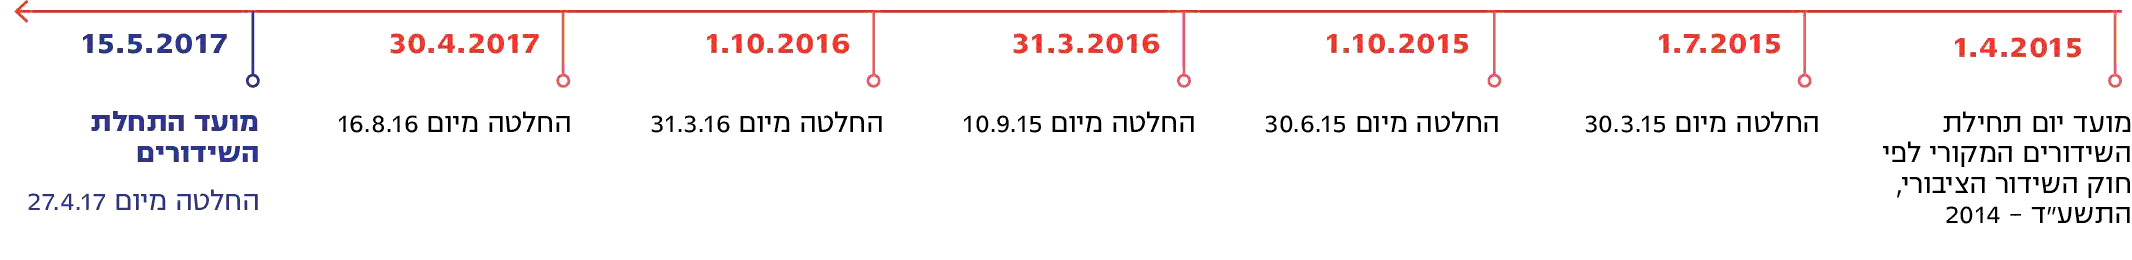 1.4.2015
מועד יום תחילת
השידורים המקורי לפי
חוק השידור הציבורי,
התשע״ד – 2014
1.7.2015
החלטה מיום 30.3.15
1.10.2015
החלטה מיום 30.6.15
31.3.2016
החלטה מיום 10.9.15
1.10.2016
החלטה מיום 31.3.16
30.4.2017
החלטה מיום 16.8.16
15.5.2017
מועד התחלת
השידורים
החלטה מיום 27.4.17